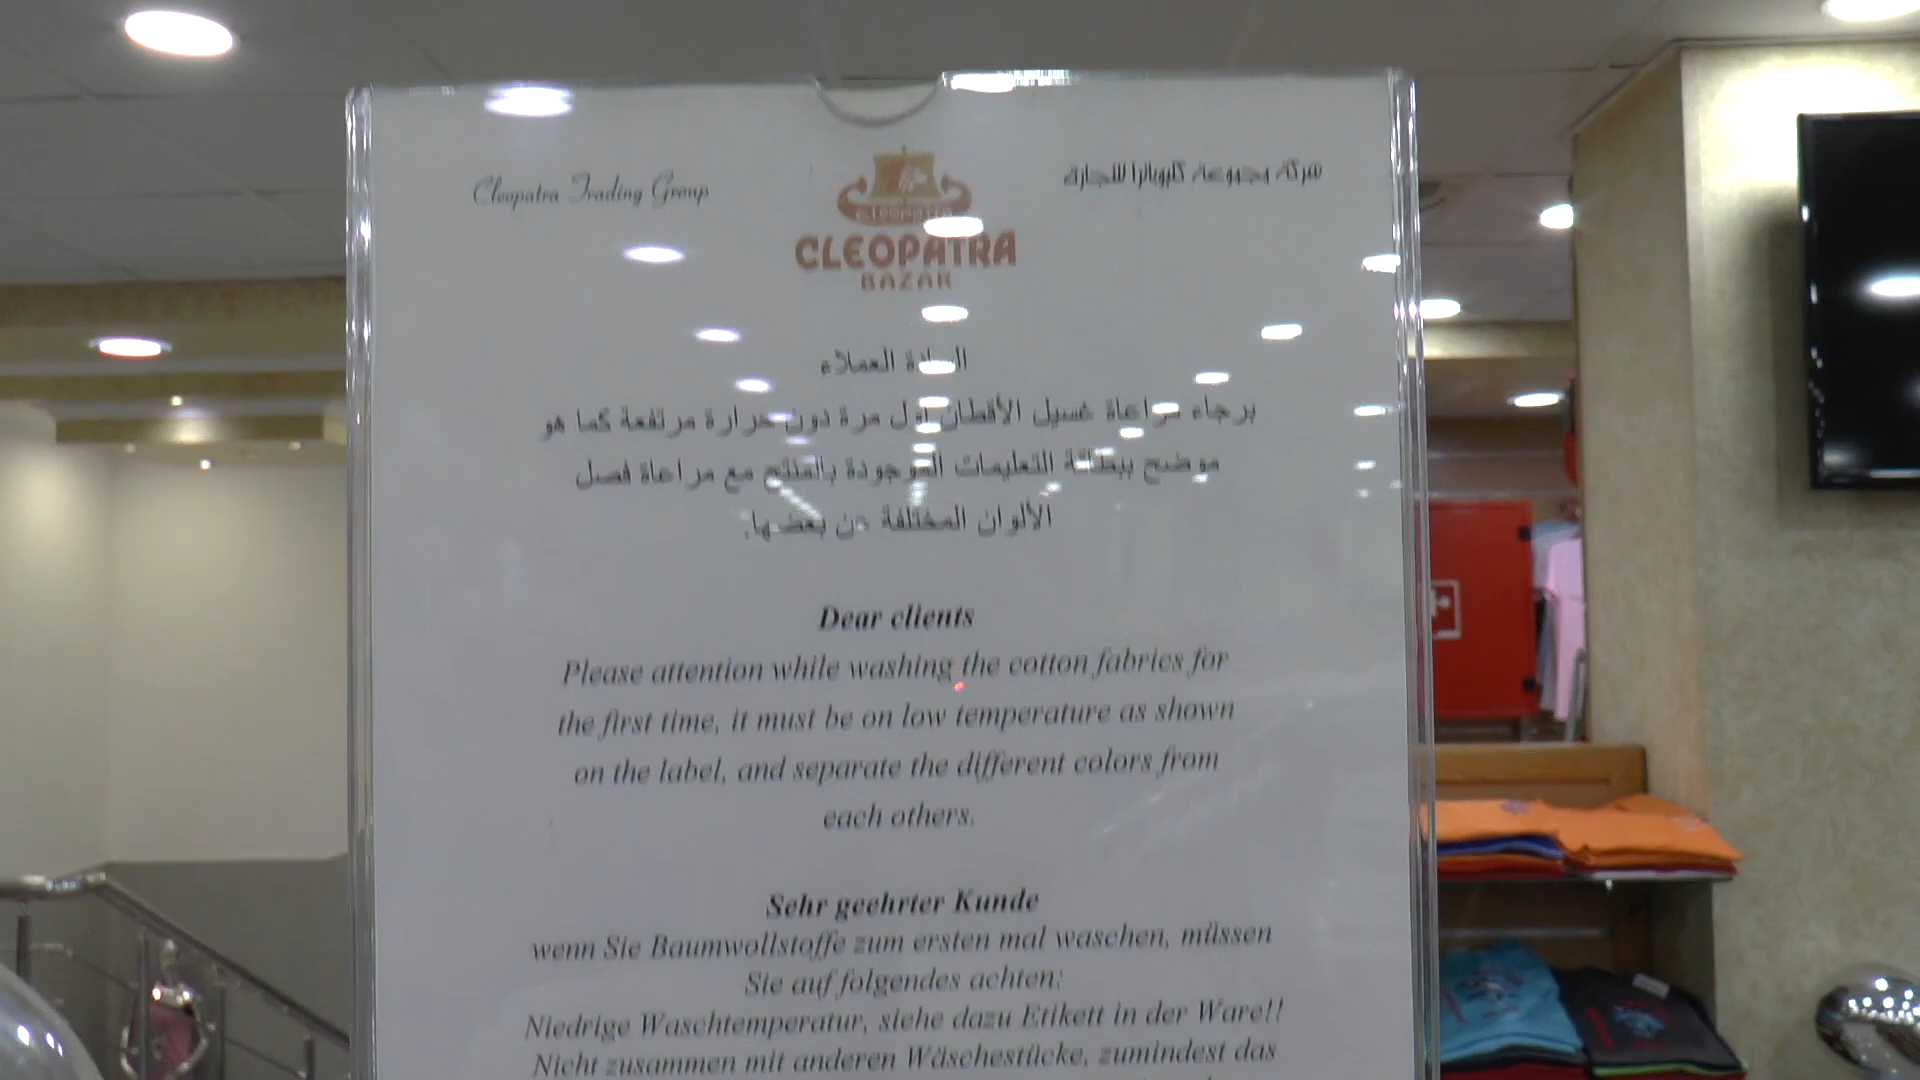 Cleopatra Trading Group
شركة مجموعة كليوباترا للتجارة
cleopatra
CLEOPATRA
BAZAR
السادة العملاء
برجاء مراعاة غسيل الأقطان اول مرة دون حرارة مرتفعة كما هو
موضح ببطاقة التعليمات الموجودة بالمنتج مع مراعاة فصل
الألوان المختلفة عن بعضها.
Dear clients
Please attention while washing the cotton fabrics for
the first time, it must be on low temperature as shown
on the label, and separate the different colors from
each others.
Sehr geehrter Kunde
wenn Sie Baumwollstoffe zum ersten mal waschen, müssen
Sie auf folgendes achten:
Niedrige Waschtemperatur, siehe dazu Etikett in der Ware!!
Nicht zusammen mit anderen Wäschestücke, zumindest das